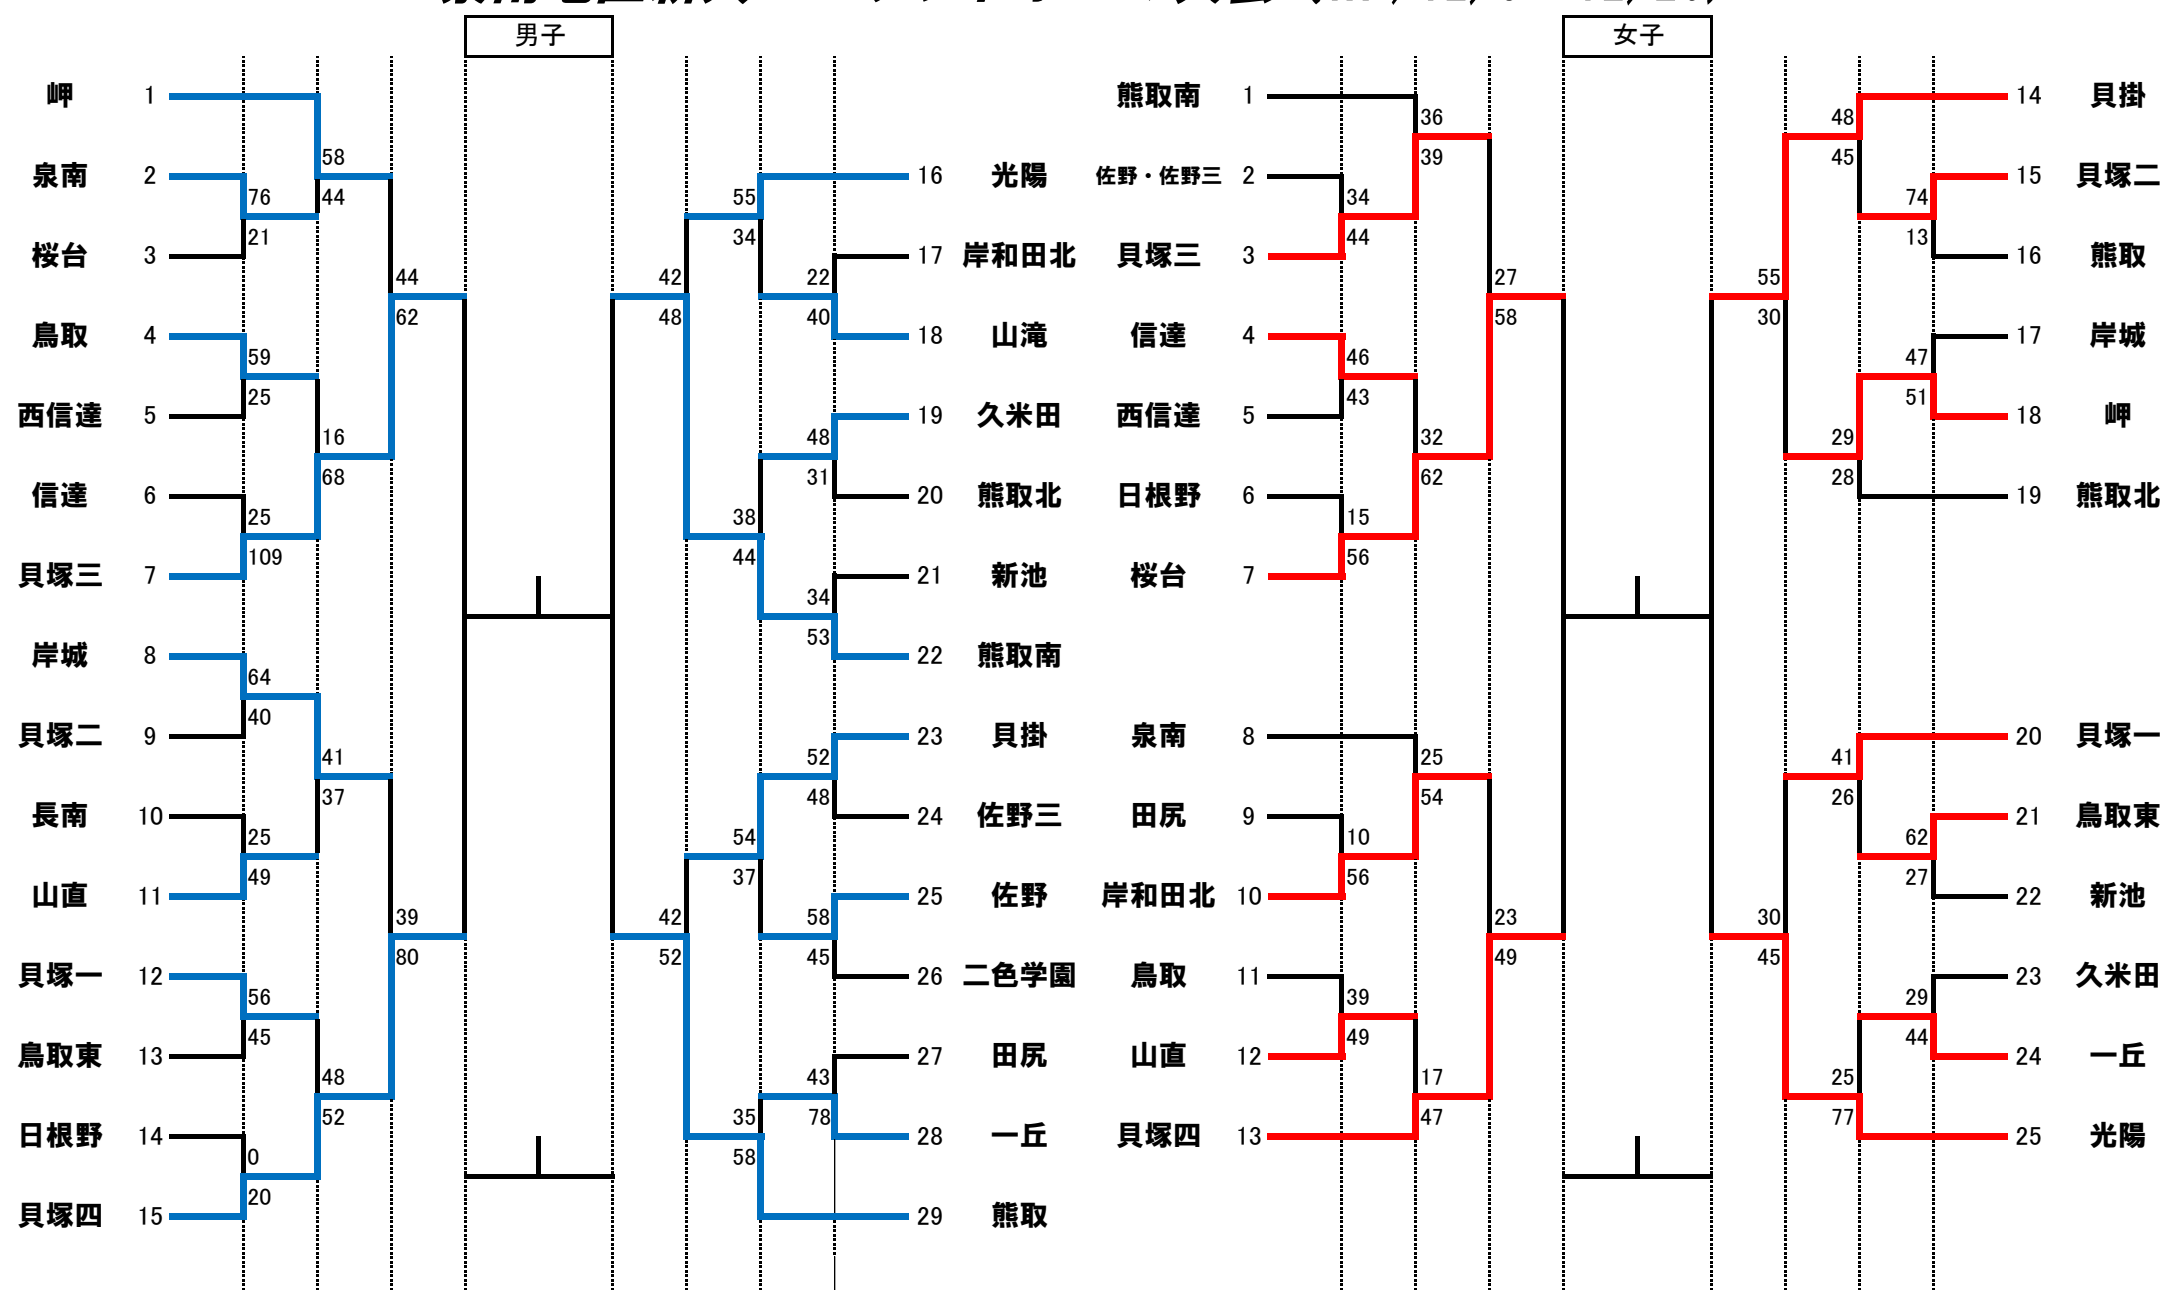 男子
岬 1
58
泉南 2
76
44
桜台 3
21
44
62
鳥取 4
59
西信達 5
25
16
信達 6
68
25
貝塚三 7
109
岸城 8
64
貝塚二 9
40
41
長南 10
37
25
山直 11
49
39
80
貝塚一 12
56
鳥取東 13
45
48
日根野 14
52
0
貝塚四 15
20
16 光陽
55
34
17 岸和田北
22
42
48
40
18 山滝
19 久米田
48
31
20 熊取北
38
44
21 新池
34
53
22 熊取南
23 貝掛
52
48
24 佐野三
54
37
25 佐野
58
42
52
45
26 二色学園
27 田尻
43
78
35
58
28 一丘
29 熊取
女子
熊取南 1
36
39
佐野・佐野三 2
34
貝塚三 3
44
27
58
信達 4
46
西信達 5
43
32
日根野 6
62
15
桜台 7
56
泉南 8
25
54
田尻 9
10
岸和田北 10
56
23
49
鳥取 11
39
山直 12
49
17
貝塚四 13
47
14 貝掛
48
45
15 貝塚二
74
13
16 熊取
55
30
17 岸城
47
51
18 岬
29
28
19 熊取北
20 貝塚一
41
26
21 鳥取東
62
27
22 新池
30
45
23 久米田
29
44
24 一丘
25
77
25 光陽